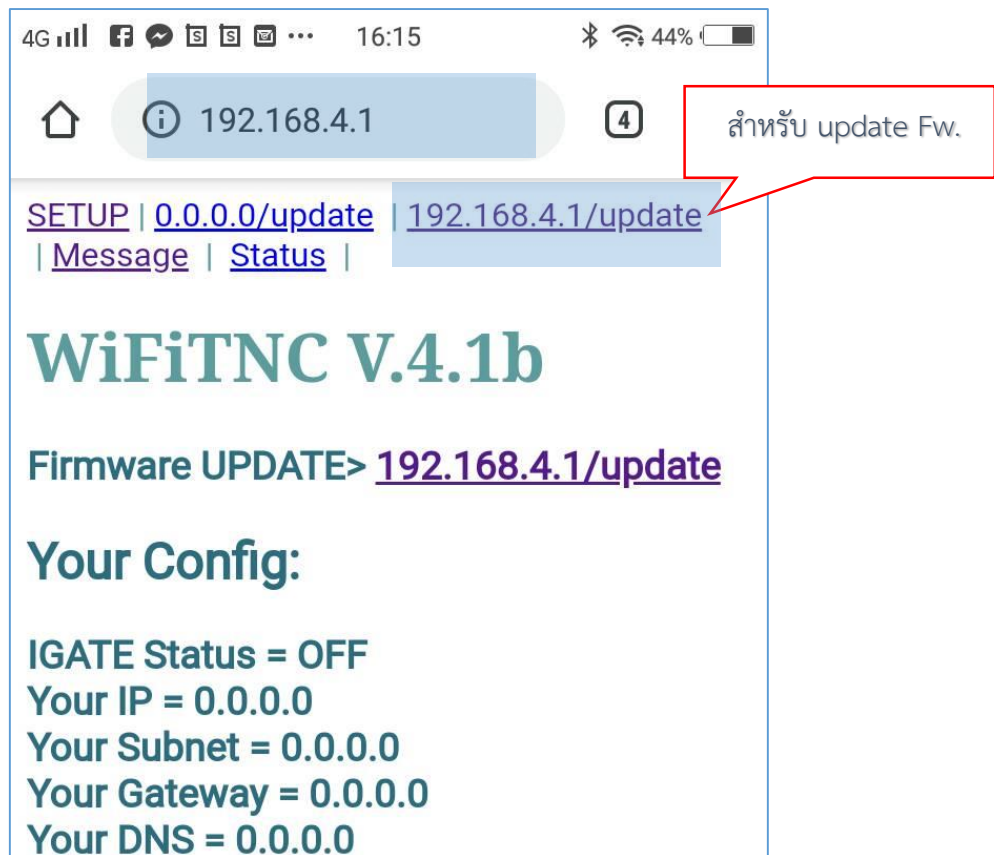 4G 16:15 44%
192.168.4.1 4
สำหรับ update Fw.
SETUP | 0.0.0.0/update | 192.168.4.1/update
| Message | Status |
WiFiTNC V.4.1b
Firmware UPDATE> 192.168.4.1/update
Your Config:
IGATE Status = OFF
Your IP = 0.0.0.0
Your Subnet = 0.0.0.0
Your Gateway = 0.0.0.0
Your DNS = 0.0.0.0